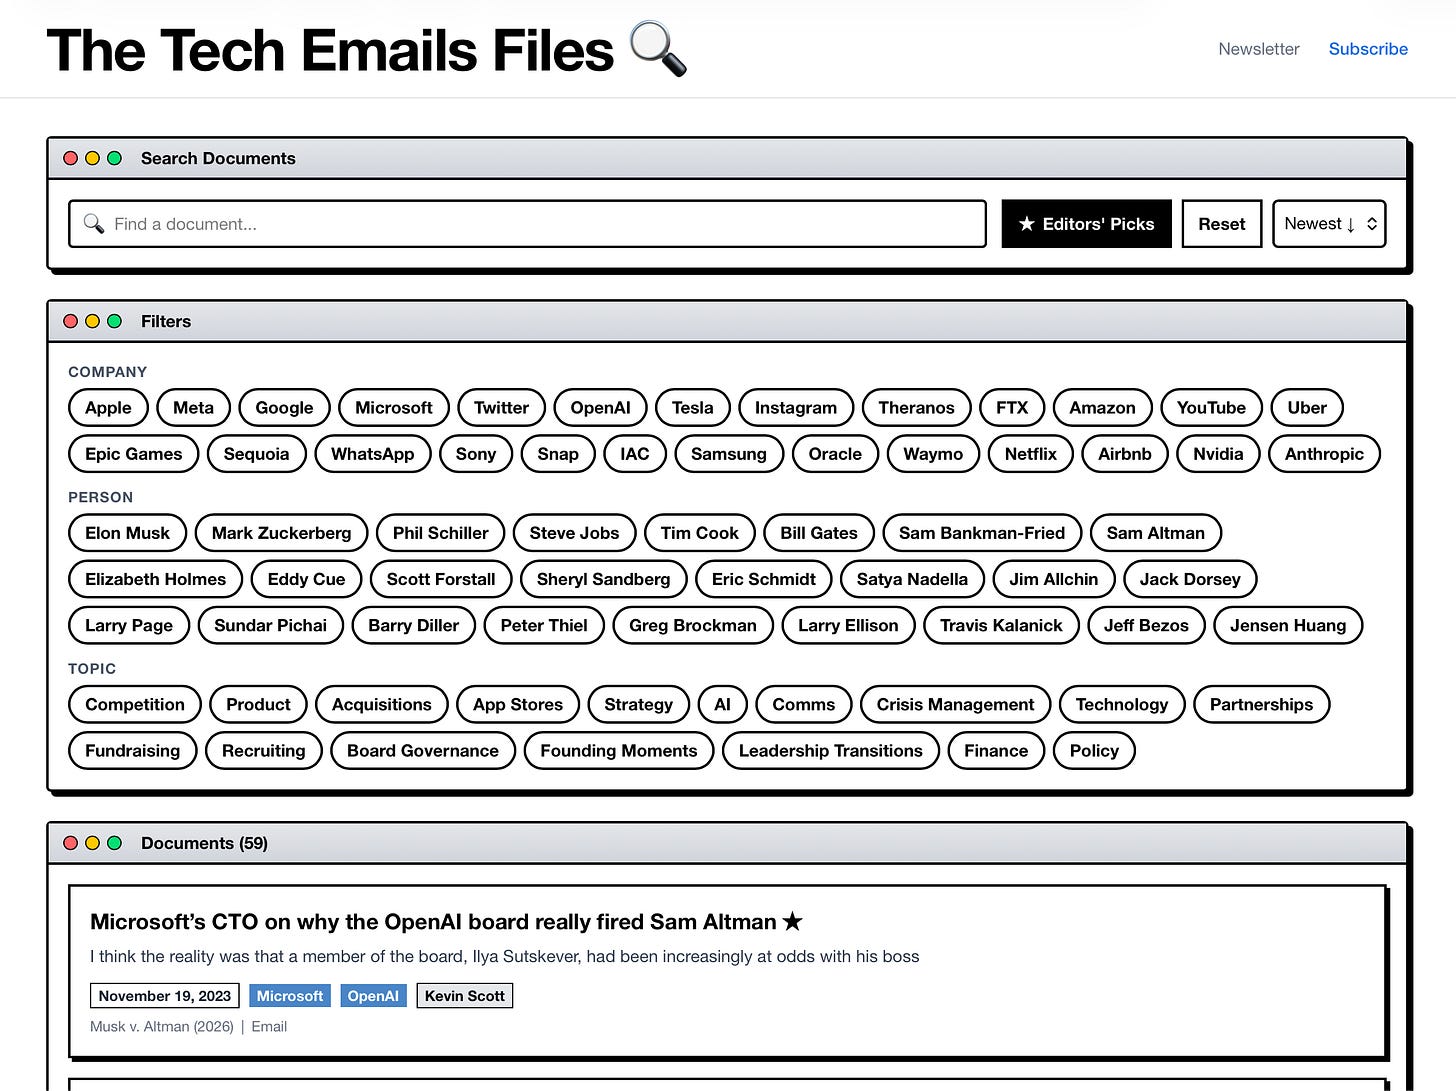 The Tech Emails Files
Newsletter Subscribe
Search Documents
Find a document... ★ Editors' Picks Reset Newest ↓
Filters
COMPANY
Apple Meta Google Microsoft Twitter OpenAI Tesla Instagram Theranos FTX Amazon YouTube Uber
Epic Games Sequoia WhatsApp Sony Snap IAC Samsung Oracle Waymo Netflix Airbnb Nvidia Anthropic
PERSON
Elon Musk Mark Zuckerberg Phil Schiller Steve Jobs Tim Cook Bill Gates Sam Bankman-Fried Sam Altman
Elizabeth Holmes Eddy Cue Scott Forstall Sheryl Sandberg Eric Schmidt Satya Nadella Jim Allchin Jack Dorsey
Larry Page Sundar Pichai Barry Diller Peter Thiel Greg Brockman Larry Ellison Travis Kalanick Jeff Bezos Jensen Huang
TOPIC
Competition Product Acquisitions App Stores Strategy AI Comms Crisis Management Technology Partnerships
Fundraising Recruiting Board Governance Founding Moments Leadership Transitions Finance Policy
Documents (59)
Microsoft’s CTO on why the OpenAI board really fired Sam Altman ★
I think the reality was that a member of the board, Ilya Sutskever, had been increasingly at odds with his boss
November 19, 2023 Microsoft OpenAI Kevin Scott
Musk v. Altman (2026) | Email